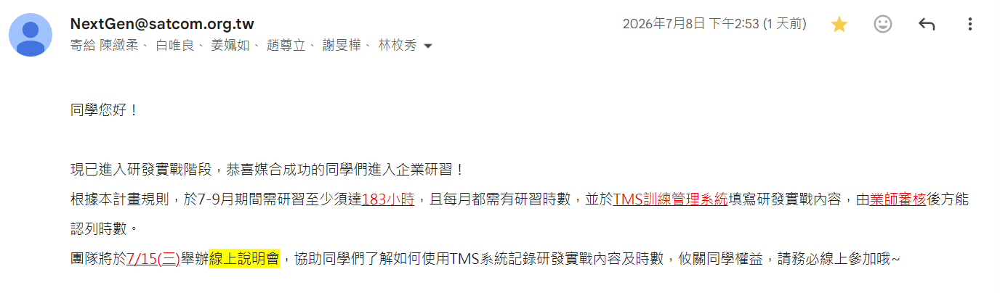 NextGen@satcom.org.tw
2026年7月8日 下午2:53 (1 天前)
寄給 陳緻柔、 白唯良、 姜姵如、 趙尊立、 謝旻樺、 林枚秀
同學您好！
現已進入研發實戰階段，恭喜媒合成功的同學們進入企業研習！
根據本計畫規則，於7-9月期間需研習至少須達183小時，且每月都需有研習時數，並於TMS訓練管理系統填寫研發實戰內容，由業師審核後方能
認列時數。
團隊將於7/15(三)舉辦線上說明會，協助同學們了解如何使用TMS系統記錄研發實戰內容及時數，攸關同學權益，請務必線上參加哦~